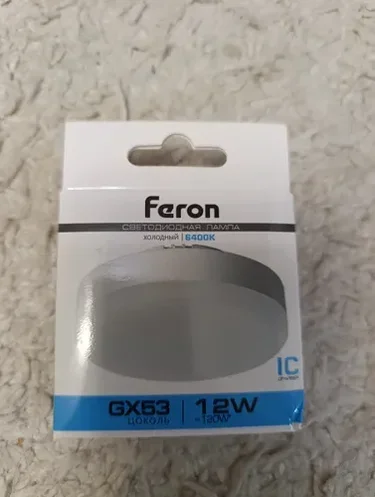 Feron
СВЕТОДИОДНАЯ ЛАМПА
ХОЛОДНЫЙ 6400K
IC
GX53 12W
ЦОКОЛЬ